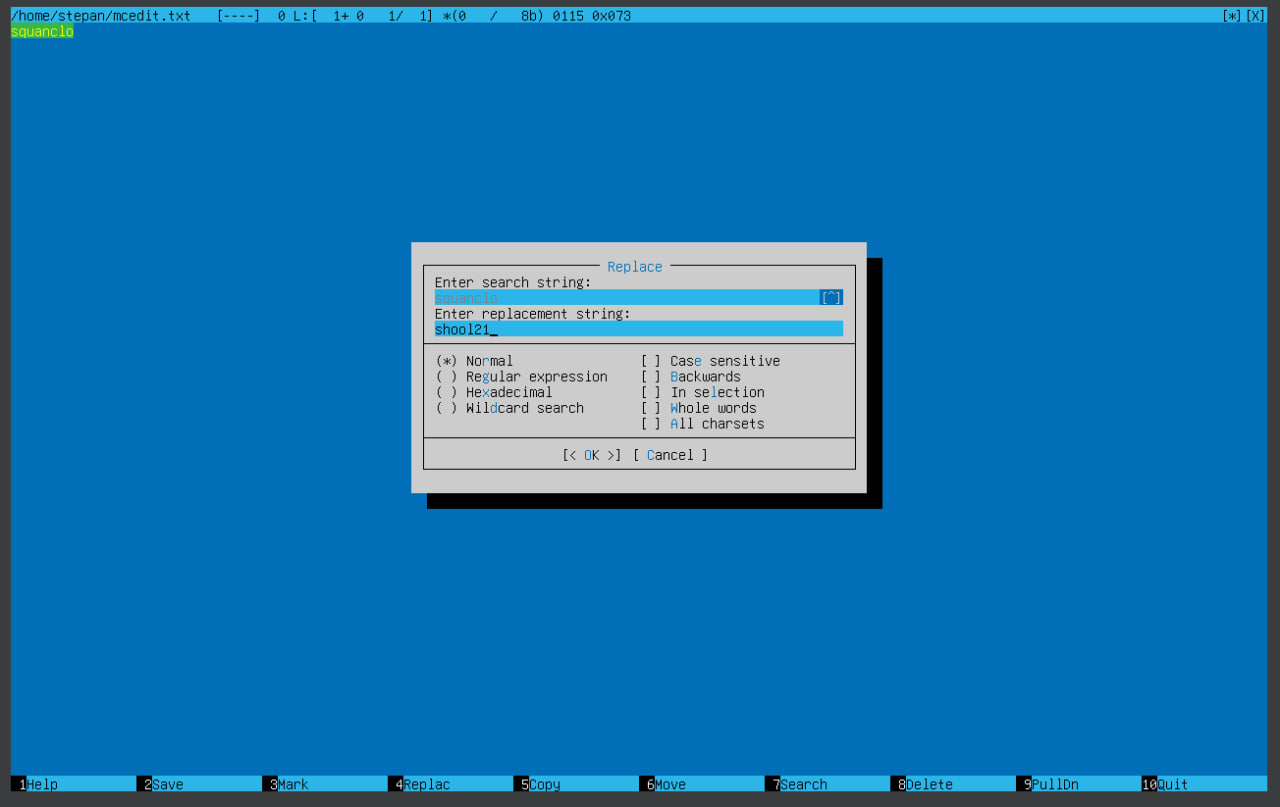 /home/stepan/mcedit.txt   [----]  0 L:[  1+ 0   1/  1] *(0   /   8b) 0115 0x073   [*][X]
squanclo
Replace
Enter search string:
squanclo [^]
Enter replacement string:
shool21_
(*) Normal
( ) Regular expression
( ) Hexadecimal
( ) Wildcard search
[ ] Case sensitive
[ ] Backwards
[ ] In selection
[ ] Whole words
[ ] All charsets
[< OK >] [ Cancel ]
1Help 2Save 3Mark 4Replac 5Copy 6Move 7Search 8Delete 9PullDn 10Quit